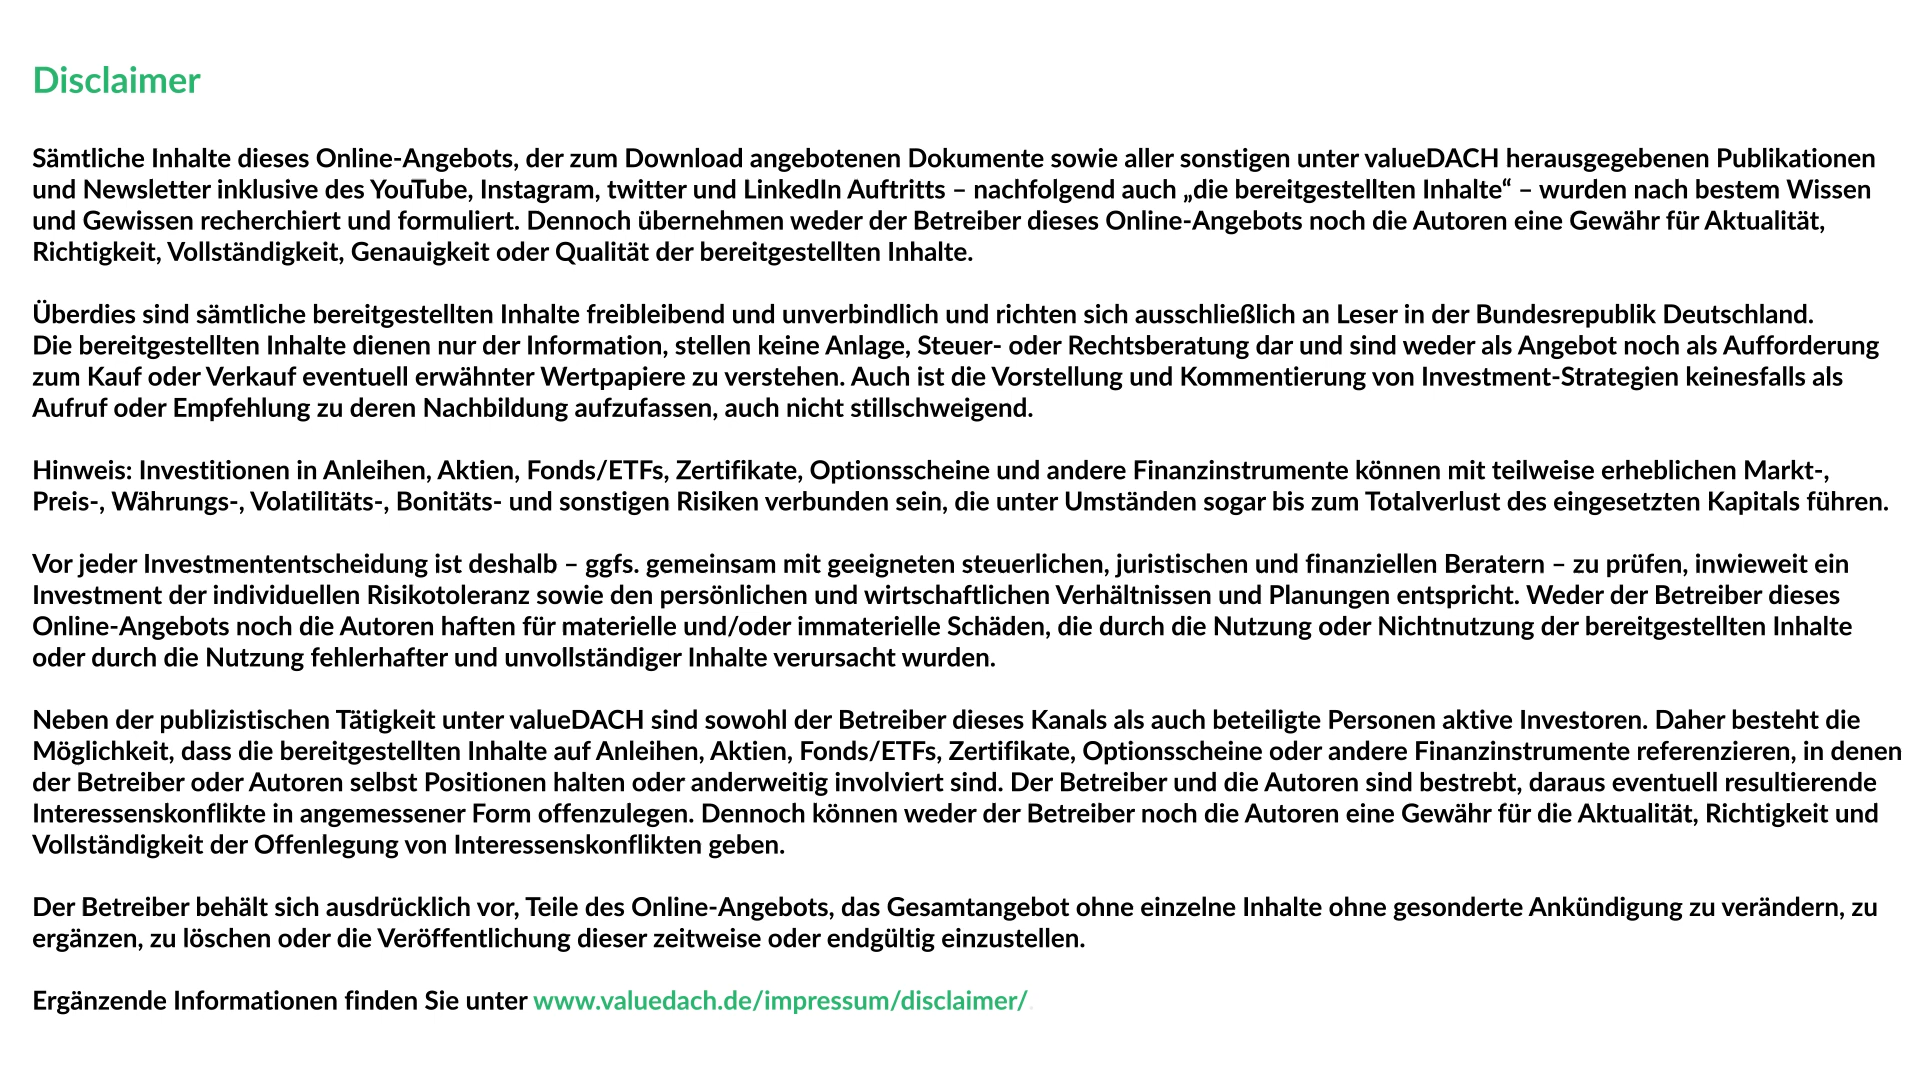 Disclaimer
Sämtliche Inhalte dieses Online-Angebots, der zum Download angebotenen Dokumente sowie aller sonstigen unter valueDACH herausgegebenen Publikationen
und Newsletter inklusive des YouTube, Instagram, twitter und LinkedIn Auftritts – nachfolgend auch „die bereitgestellten Inhalte“ – wurden nach bestem Wissen
und Gewissen recherchiert und formuliert. Dennoch übernehmen weder der Betreiber dieses Online-Angebots noch die Autoren eine Gewähr für Aktualität,
Richtigkeit, Vollständigkeit, Genauigkeit oder Qualität der bereitgestellten Inhalte.
Überdies sind sämtliche bereitgestellten Inhalte freibleibend und unverbindlich und richten sich ausschließlich an Leser in der Bundesrepublik Deutschland.
Die bereitgestellten Inhalte dienen nur der Information, stellen keine Anlage, Steuer- oder Rechtsberatung dar und sind weder als Angebot noch als Aufforderung
zum Kauf oder Verkauf eventuell erwähnter Wertpapiere zu verstehen. Auch ist die Vorstellung und Kommentierung von Investment-Strategien keinesfalls als
Aufruf oder Empfehlung zu deren Nachbildung aufzufassen, auch nicht stillschweigend.
Hinweis: Investitionen in Anleihen, Aktien, Fonds/ETFs, Zertifikate, Optionsscheine und andere Finanzinstrumente können mit teilweise erheblichen Markt-,
Preis-, Währungs-, Volatilitäts-, Bonitäts- und sonstigen Risiken verbunden sein, die unter Umständen sogar bis zum Totalverlust des eingesetzten Kapitals führen.
Vor jeder Investmententscheidung ist deshalb – ggfs. gemeinsam mit geeigneten steuerlichen, juristischen und finanziellen Beratern – zu prüfen, inwieweit ein
Investment der individuellen Risikotoleranz sowie den persönlichen und wirtschaftlichen Verhältnissen und Planungen entspricht. Weder der Betreiber dieses
Online-Angebots noch die Autoren haften für materielle und/oder immaterielle Schäden, die durch die Nutzung oder Nichtnutzung der bereitgestellten Inhalte
oder durch die Nutzung fehlerhafter und unvollständiger Inhalte verursacht wurden.
Neben der publizistischen Tätigkeit unter valueDACH sind sowohl der Betreiber dieses Kanals als auch beteiligte Personen aktive Investoren. Daher besteht die
Möglichkeit, dass die bereitgestellten Inhalte auf Anleihen, Aktien, Fonds/ETFs, Zertifikate, Optionsscheine oder andere Finanzinstrumente referenzieren, in denen
der Betreiber oder Autoren selbst Positionen halten oder anderweitig involviert sind. Der Betreiber und die Autoren sind bestrebt, daraus eventuell resultierende
Interessenskonflikte in angemessener Form offenzulegen. Dennoch können weder der Betreiber noch die Autoren eine Gewähr für die Aktualität, Richtigkeit und
Vollständigkeit der Offenlegung von Interessenskonflikten geben.
Der Betreiber behält sich ausdrücklich vor, Teile des Online-Angebots, das Gesamtangebot ohne einzelne Inhalte ohne gesonderte Ankündigung zu verändern, zu
ergänzen, zu löschen oder die Veröffentlichung dieser zeitweise oder endgültig einzustellen.
Ergänzende Informationen finden Sie unter www.valuedach.de/impressum/disclaimer/